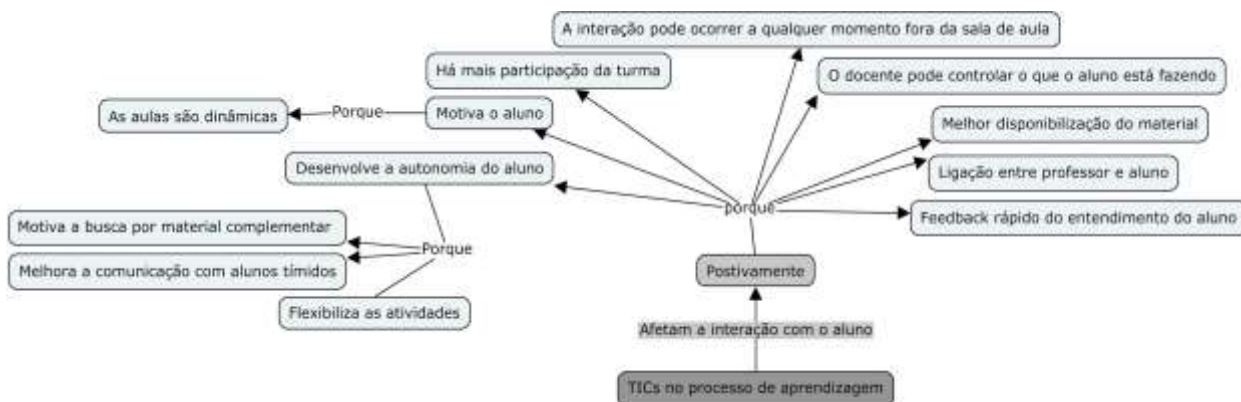 A interação pode ocorrer a qualquer momento fora da sala de aula
Há mais participação da turma
O docente pode controlar o que o aluno está fazendo
As aulas são dinâmicas
Porque
Motiva o aluno
Melhor disponibilização do material
Desenvolve a autonomia do aluno
Ligação entre professor e aluno
porque
Feedback rápido do entendimento do aluno
Motiva a busca por material complementar
Porque
Melhora a comunicação com alunos tímidos
Postivamente
Flexibiliza as atividades
Afetam a interação com o aluno
TICs no processo de aprendizagem